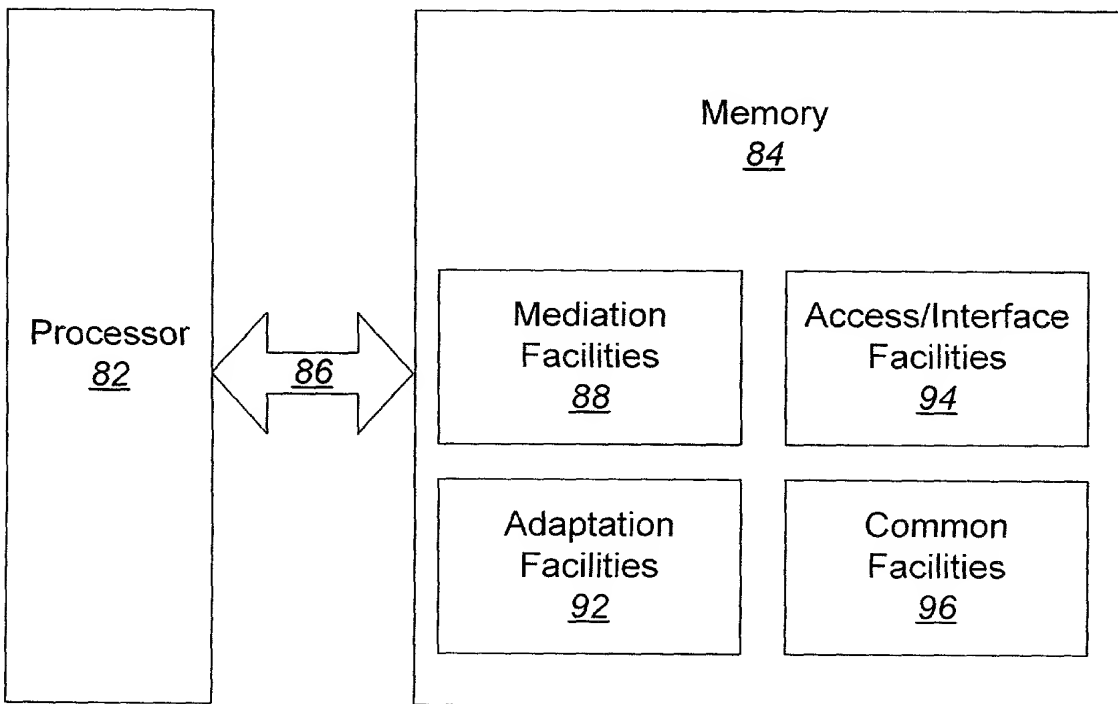 Memory
84
Processor
82
86
Mediation
Facilities
88
Access/Interface
Facilities
94
Adaptation
Facilities
92
Common
Facilities
96